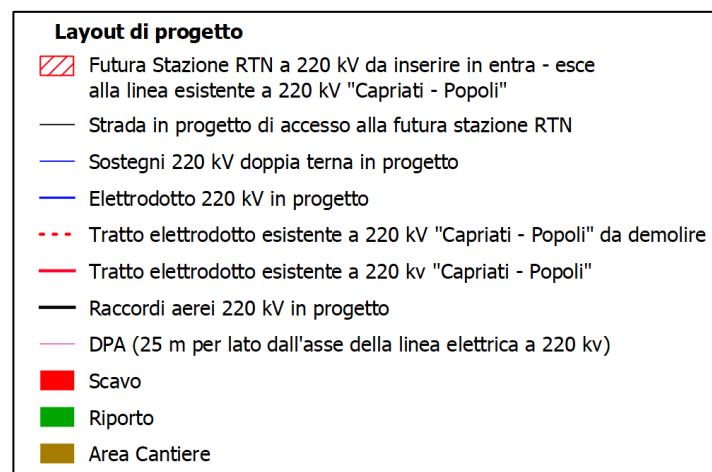 Layout di progetto
Futura Stazione RTN a 220 kV da inserire in entra - esce
alla linea esistente a 220 kV "Capriati - Popoli"
Strada in progetto di accesso alla futura stazione RTN
Sostegni 220 kV doppia terna in progetto
Elettrodotto 220 kV in progetto
Tratto elettrodotto esistente a 220 kV "Capriati - Popoli" da demolire
Tratto elettrodotto esistente a 220 kv "Capriati - Popoli"
Raccordi aerei 220 kV in progetto
DPA (25 m per lato dall'asse della linea elettrica a 220 kv)
Scavo
Riporto
Area Cantiere